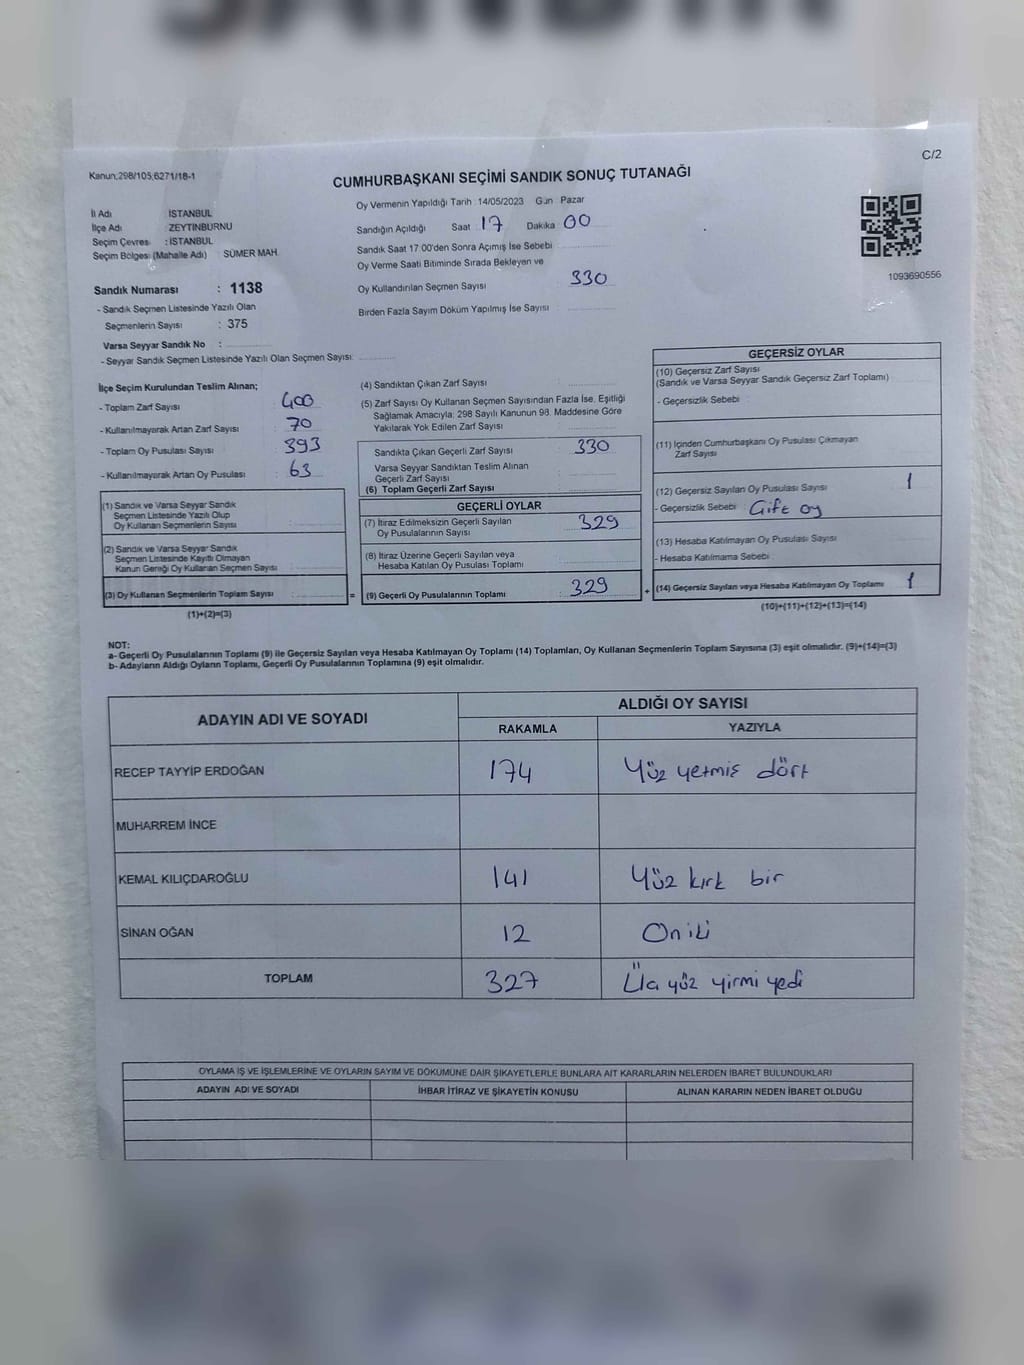 C/2
Kanun;298/105;6271/18-1
CUMHURBAŞKANI SEÇİMİ SANDIK SONUÇ TUTANAĞI
İl Adı İSTANBUL
İlçe Adı : ZEYTİNBURNU
Seçim Çevresi : İSTANBUL
Seçim Bölgesi (Mahalle Adı) SÜMER MAH.
Sandık Numarası : 1138
- Sandık Seçmen Listesinde Yazılı Olan
Seçmenlerin Sayısı : 375
Varsa Seyyar Sandık No :
- Seyyar Sandık Seçmen Listesinde Yazılı Olan Seçmen Sayısı:
Oy Vermenin Yapıldığı Tarih : 14/05/2023 Gün : Pazar
Sandığın Açıldığı Saat : 17 Dakika 00
Sandık Saat 17:00'den Sonra Açımış İse Sebebi
Oy Verme Saati Bitiminde Sırada Bekleyen ve
Oy Kullandırılan Seçmen Sayısı 330
Birden Fazla Sayım Döküm Yapılmış İse Sayısı :
1093690556
İlçe Seçim Kurulundan Teslim Alınan;
- Toplam Zarf Sayısı 400
- Kullanılmayarak Artan Zarf Sayısı : 70
- Toplam Oy Pusulası Sayısı : 393
- Kullanılmayarak Artan Oy Pusulası : 63
(1) Sandık ve Varsa Seyyar Sandık
Seçmen Listesinde Yazılı Olup
Oy Kullanan Seçmenlerin Sayısı :
(2) Sandık ve Varsa Seyyar Sandık
Seçmen Listesinde Kayıtlı Olmayan
Kanun Gereği Oy Kullanan Seçmen Sayısı :
(3) Oy Kullanan Seçmenlerin Toplam Sayısı : =
(1)+(2)=(3)
(4) Sandıktan Çıkan Zarf Sayısı :
(5) Zarf Sayısı Oy Kullanan Seçmen Sayısından Fazla İse, Eşitliği
Sağlamak Amacıyla; 298 Sayılı Kanunun 98. Maddesine Göre
Yakılarak Yok Edilen Zarf Sayısı :
Sandıkta Çıkan Geçerli Zarf Sayısı : 330
Varsa Seyyar Sandıktan Teslim Alınan
Geçerli Zarf Sayısı
(6) Toplam Geçerli Zarf Sayısı
GEÇERLİ OYLAR
(7) İtiraz Edilmeksizin Geçerli Sayılan
Oy Pusulalarının Sayısı : 329
(8) İtiraz Üzerine Geçerli Sayılan veya
Hesaba Katılan Oy Pusulası Toplamı :
(9) Geçerli Oy Pusulalarının Toplamı : 329 +
GEÇERSİZ OYLAR
(10) Geçersiz Zarf Sayısı
(Sandık ve Varsa Seyyar Sandık Geçersiz Zarf Toplamı)
- Geçersizlik Sebebi :
(11) İçinden Cumhurbaşkanı Oy Pusulası Çıkmayan
Zarf Sayısı
(12) Geçersiz Sayılan Oy Pusulası Sayısı 1
- Geçersizlik Sebebi : Çift oy
(13) Hesaba Katılmayan Oy Pusulası Sayısı
- Hesaba Katılmama Sebebi :
(14) Geçersiz Sayılan veya Hesaba Katılmayan Oy Toplamı 1
(10)+(11)+(12)+(13)=(14)
NOT:
a- Geçerli Oy Pusulalarının Toplamı (9) ile Geçersiz Sayılan veya Hesaba Katılmayan Oy Toplamı (14) Toplamları, Oy Kullanan Seçmenlerin Toplam Sayısına (3) eşit olmalıdır. (9)+(14)=(3)
b- Adayların Aldığı Oyların Toplamı, Geçerli Oy Pusulalarının Toplamına (9) eşit olmalıdır.
ADAYIN ADI VE SOYADI ALDIĞI OY SAYISI
RAKAMLA YAZIYLA
RECEP TAYYİP ERDOĞAN 174 Yüz yetmiş dört
MUHARREM İNCE
KEMAL KILIÇDAROĞLU 141 Yüz kırk bir
SİNAN OĞAN 12 On iki
TOPLAM 327 Üç yüz yirmi yedi
OYLAMA İŞ VE İŞLEMLERİNE VE OYLARIN SAYIM VE DÖKÜMÜNE DAİR ŞİKAYETLERLE BUNLARA AİT KARARLARIN NELERDEN İBARET BULUNDUKLARI
ADAYIN ADI VE SOYADI İHBAR İTİRAZ VE ŞİKAYETİN KONUSU ALINAN KARARIN NEDEN İBARET OLDUĞU